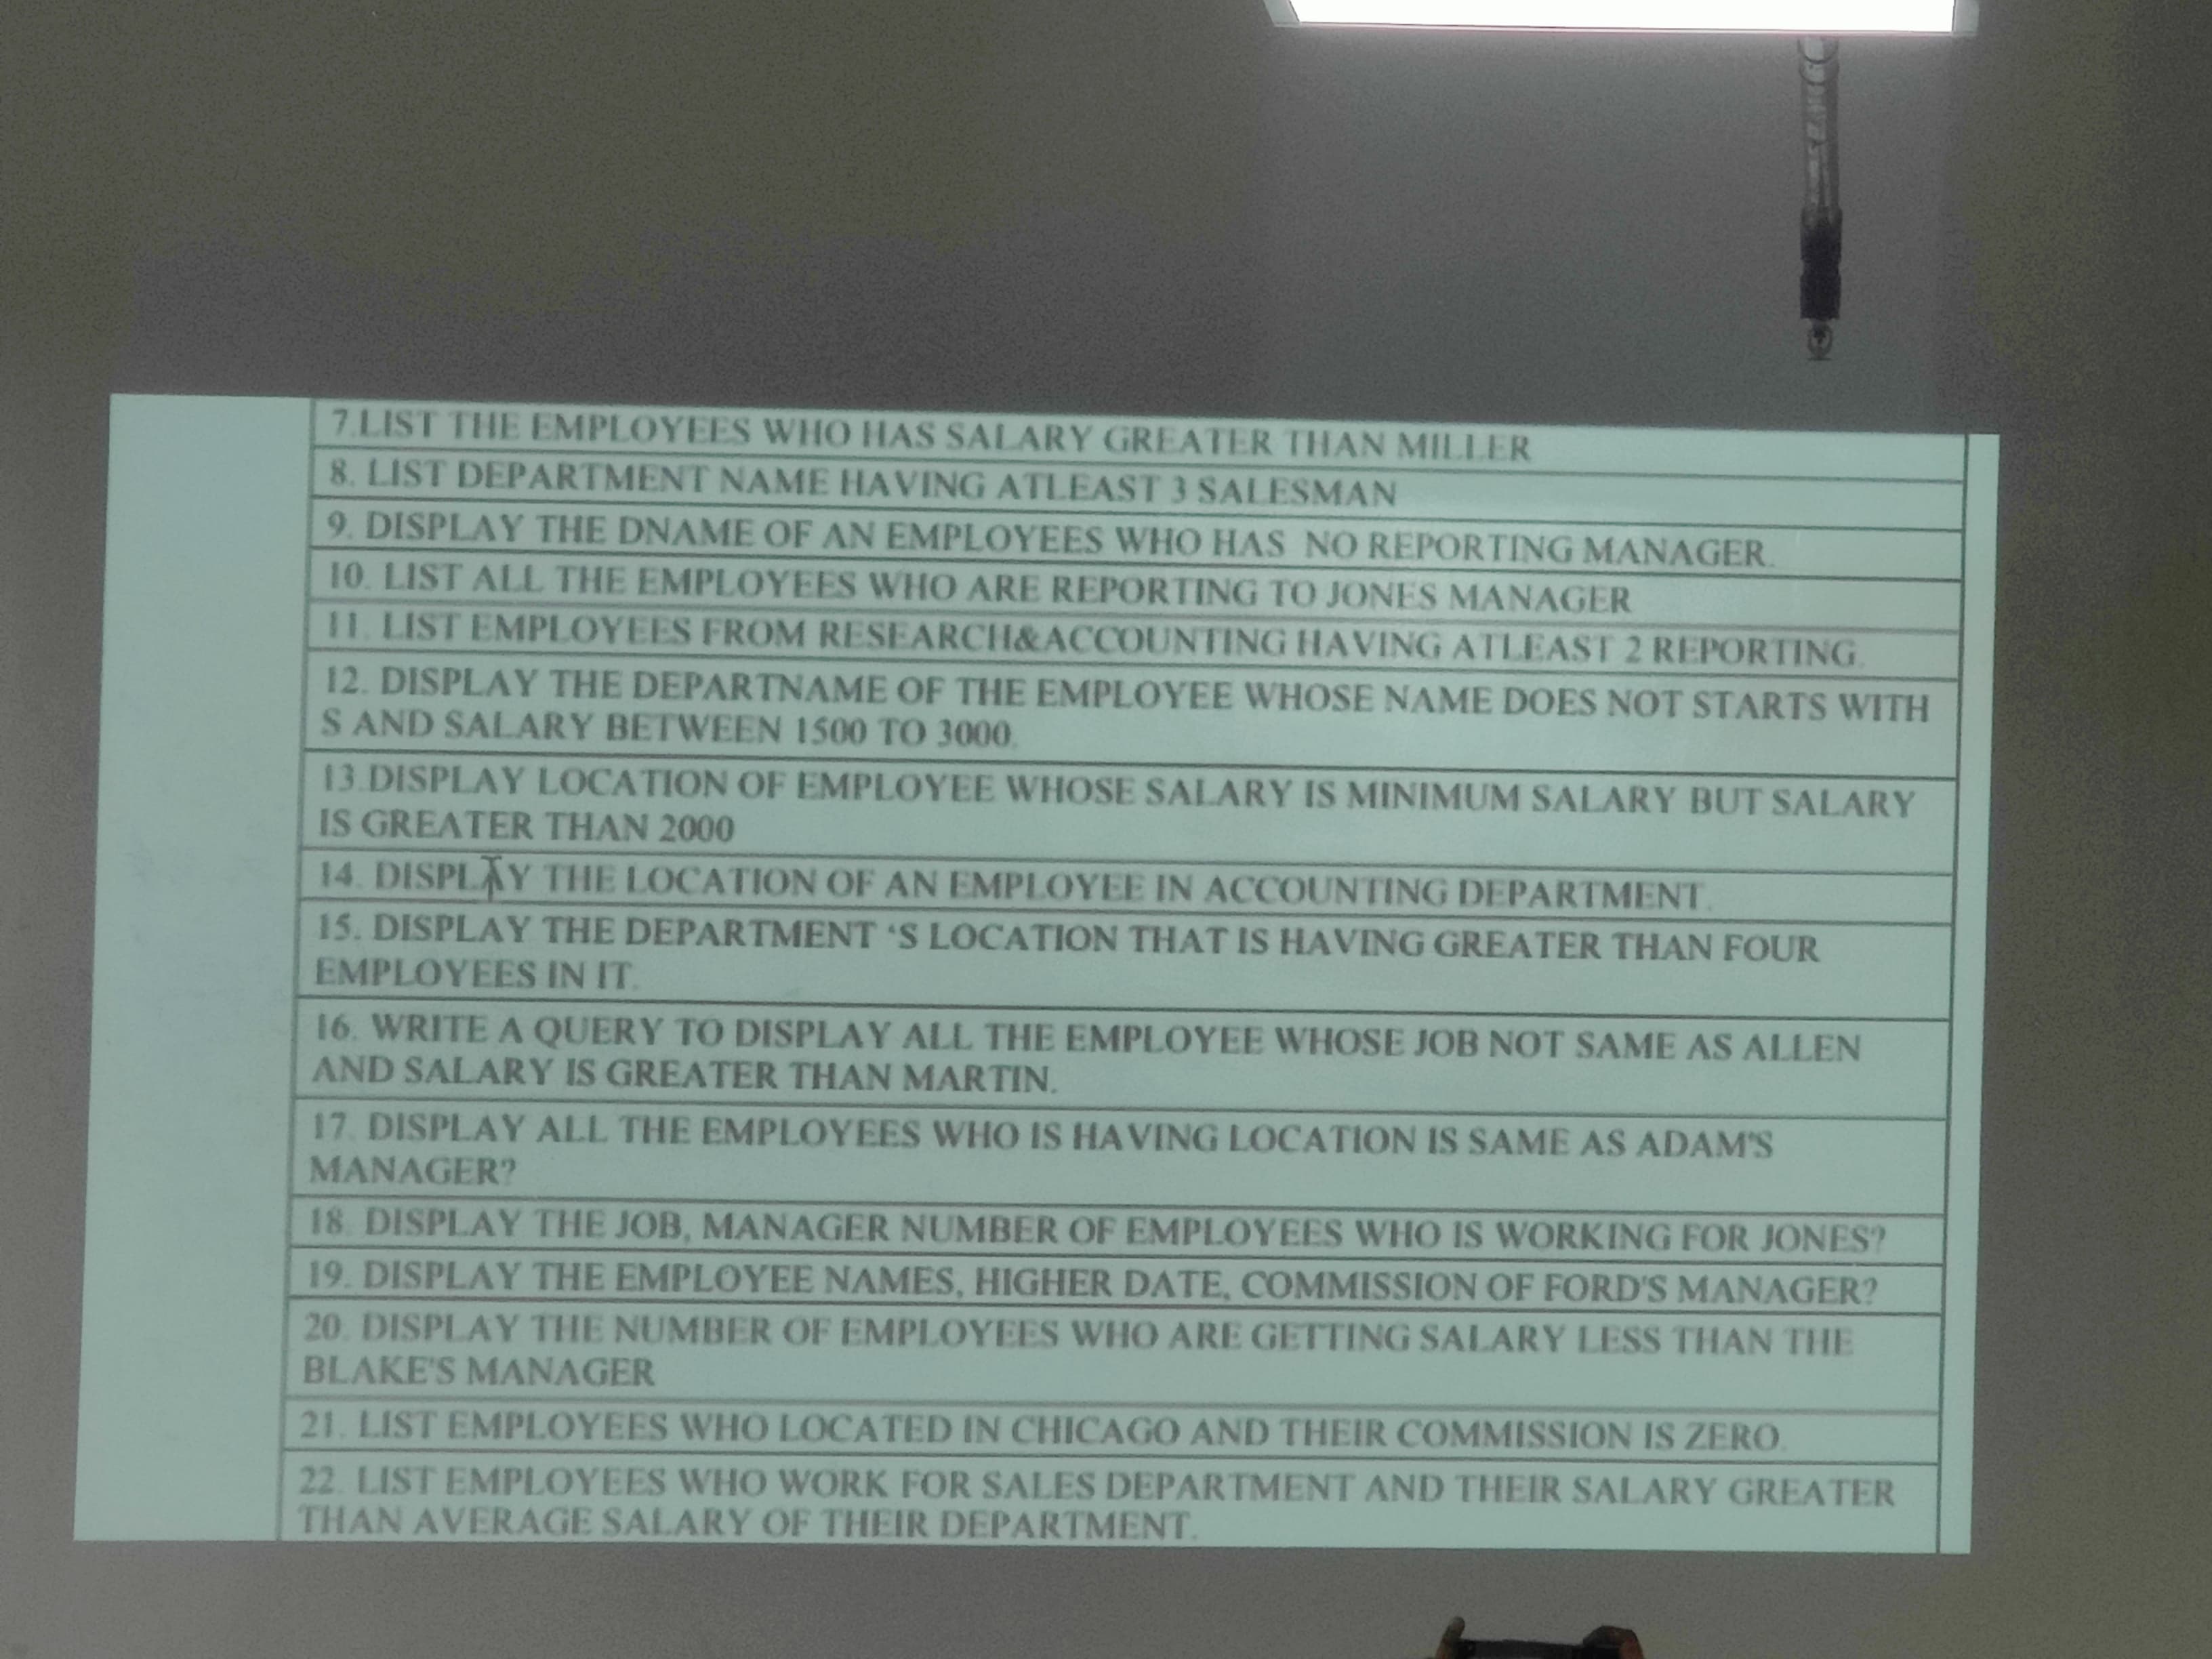 7.LIST THE EMPLOYEES WHO HAS SALARY GREATER THAN MILLER
8. LIST DEPARTMENT NAME HAVING ATLEAST 3 SALESMAN
9. DISPLAY THE DNAME OF AN EMPLOYEES WHO HAS NO REPORTING MANAGER.
10. LIST ALL THE EMPLOYEES WHO ARE REPORTING TO JONES MANAGER
11. LIST EMPLOYEES FROM RESEARCH&ACCOUNTING HAVING ATLEAST 2 REPORTING.
12. DISPLAY THE DEPARTNAME OF THE EMPLOYEE WHOSE NAME DOES NOT STARTS WITH
S AND SALARY BETWEEN 1500 TO 3000.
13.DISPLAY LOCATION OF EMPLOYEE WHOSE SALARY IS MINIMUM SALARY BUT SALARY
IS GREATER THAN 2000
14. DISPLAY THE LOCATION OF AN EMPLOYEE IN ACCOUNTING DEPARTMENT.
15. DISPLAY THE DEPARTMENT ‘S LOCATION THAT IS HAVING GREATER THAN FOUR
EMPLOYEES IN IT.
16. WRITE A QUERY TO DISPLAY ALL THE EMPLOYEE WHOSE JOB NOT SAME AS ALLEN
AND SALARY IS GREATER THAN MARTIN.
17. DISPLAY ALL THE EMPLOYEES WHO IS HAVING LOCATION IS SAME AS ADAM'S
MANAGER?
18. DISPLAY THE JOB, MANAGER NUMBER OF EMPLOYEES WHO IS WORKING FOR JONES?
19. DISPLAY THE EMPLOYEE NAMES, HIGHER DATE, COMMISSION OF FORD'S MANAGER?
20. DISPLAY THE NUMBER OF EMPLOYEES WHO ARE GETTING SALARY LESS THAN THE
BLAKE'S MANAGER
21. LIST EMPLOYEES WHO LOCATED IN CHICAGO AND THEIR COMMISSION IS ZERO.
22. LIST EMPLOYEES WHO WORK FOR SALES DEPARTMENT AND THEIR SALARY GREATER
THAN AVERAGE SALARY OF THEIR DEPARTMENT.